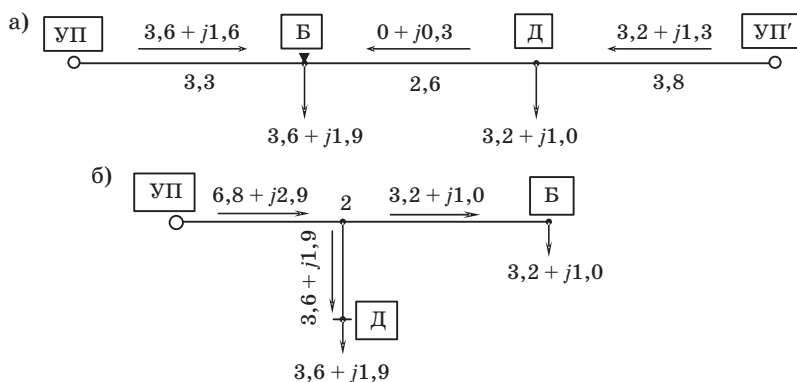 а)
УП
3,6 + j1,6
Б
0 + j0,3
Д
3,2 + j1,3
УП′
3,3
2,6
3,8
3,6 + j1,9
3,2 + j1,0
б)
УП
6,8 + j2,9
2
3,2 + j1,0
Б
3,6 + j1,9
3,2 + j1,0
Д
3,6 + j1,9